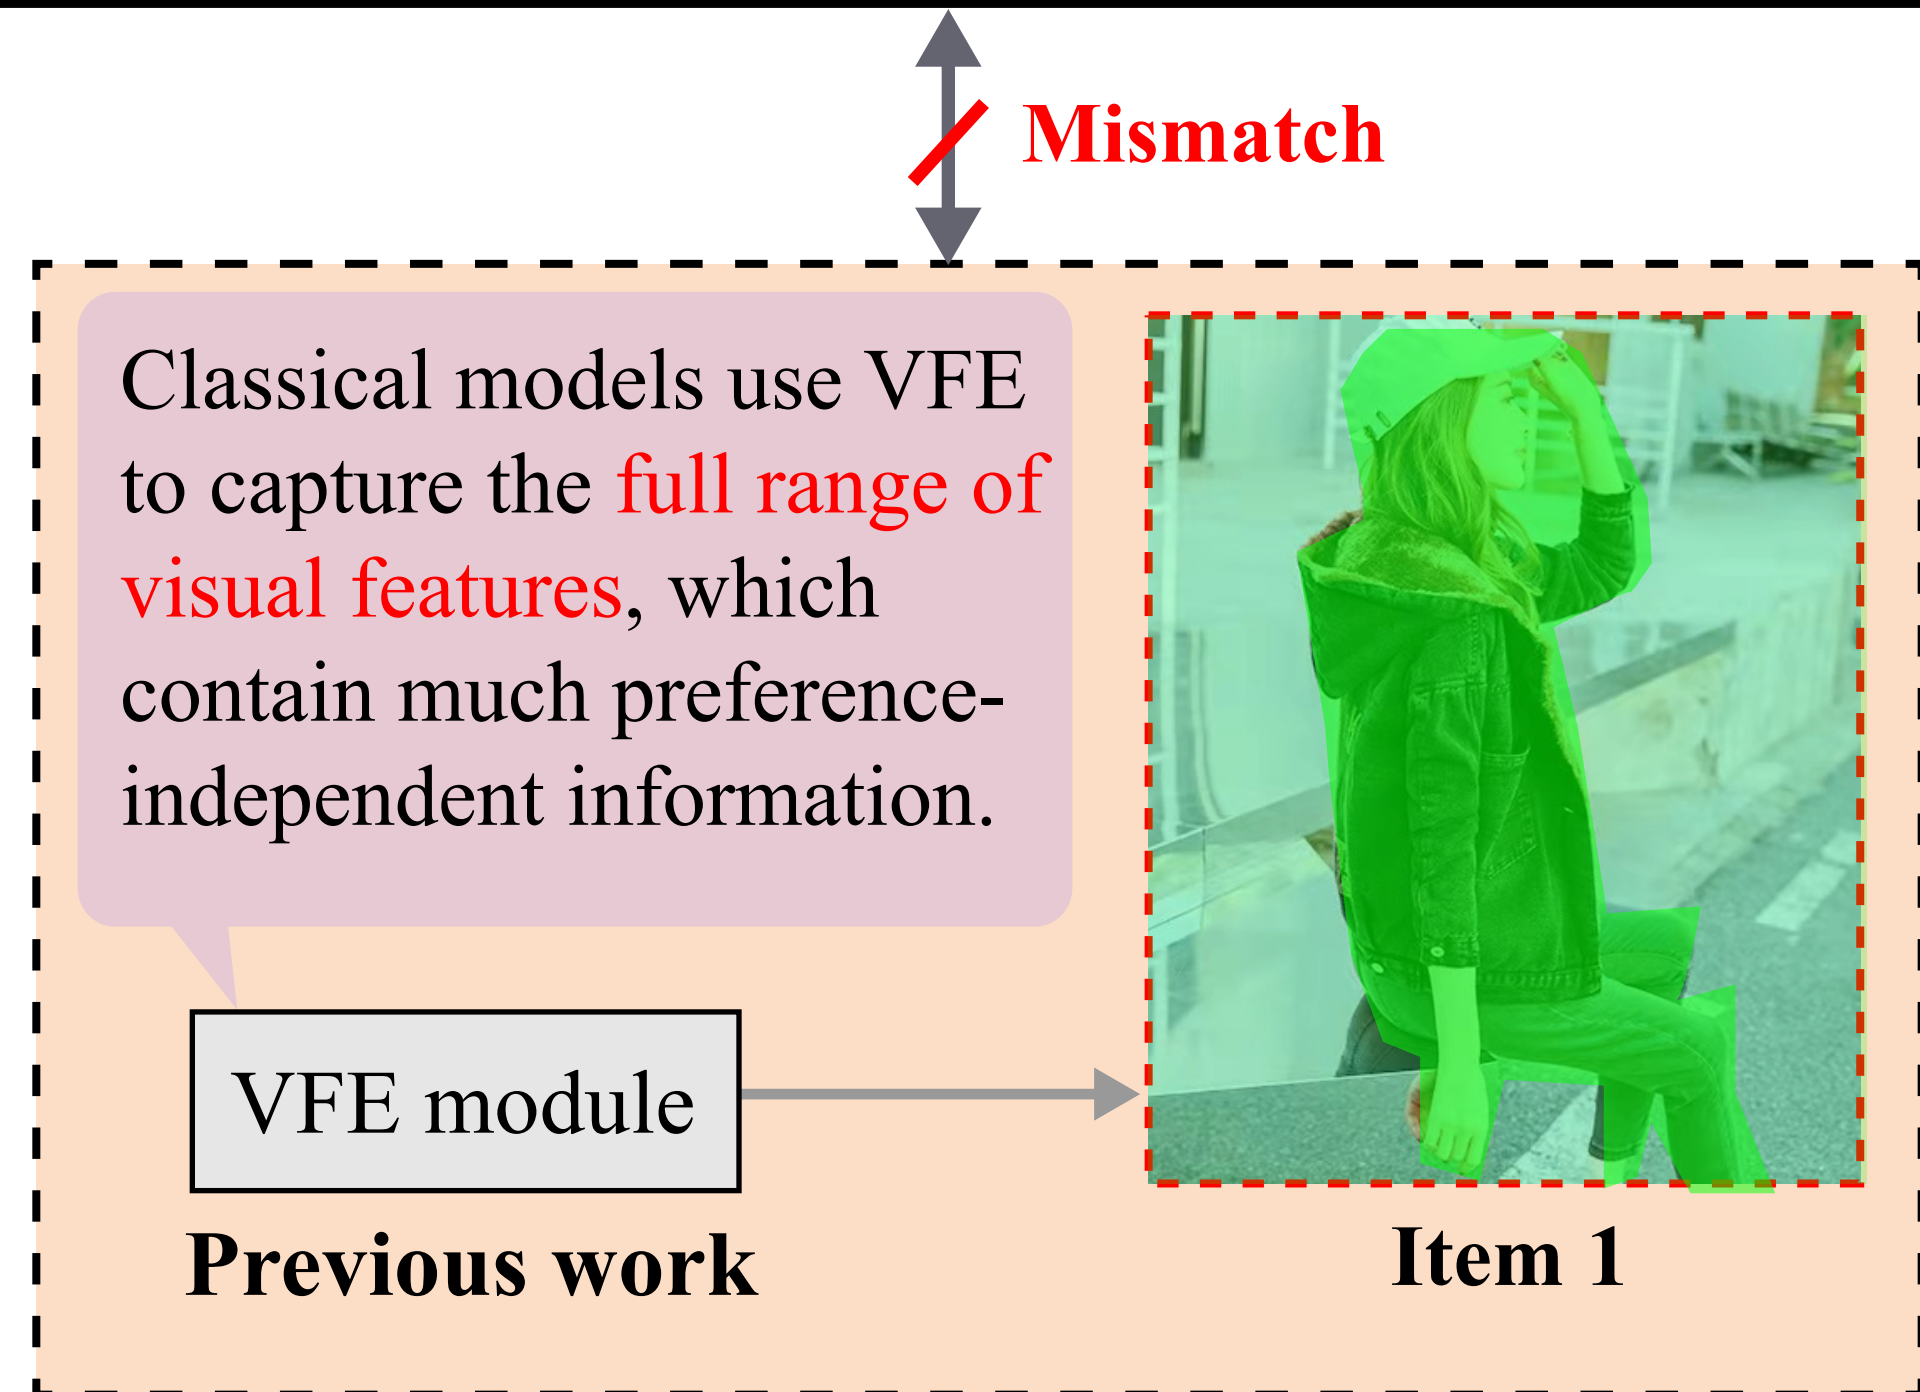 Mismatch
Classical models use VFE
to capture the full range of
visual features, which
contain much preference-
independent information.
VFE module
Previous work
Item 1